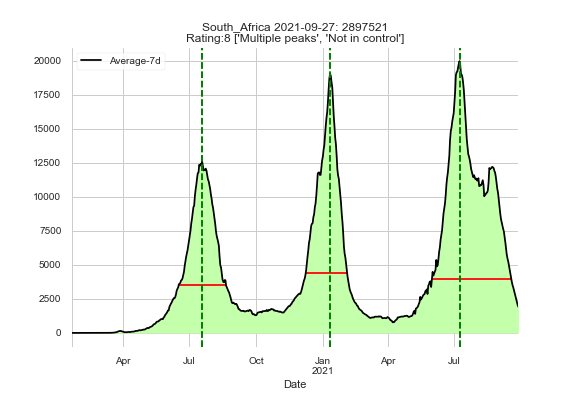 South_Africa 2021-09-27: 2897521
Rating:8 ['Multiple peaks', 'Not in control']
Average-7d
20000
17500
15000
12500
10000
7500
5000
2500
0
Apr
Jul
Oct
Jan
2021
Apr
Jul
Date